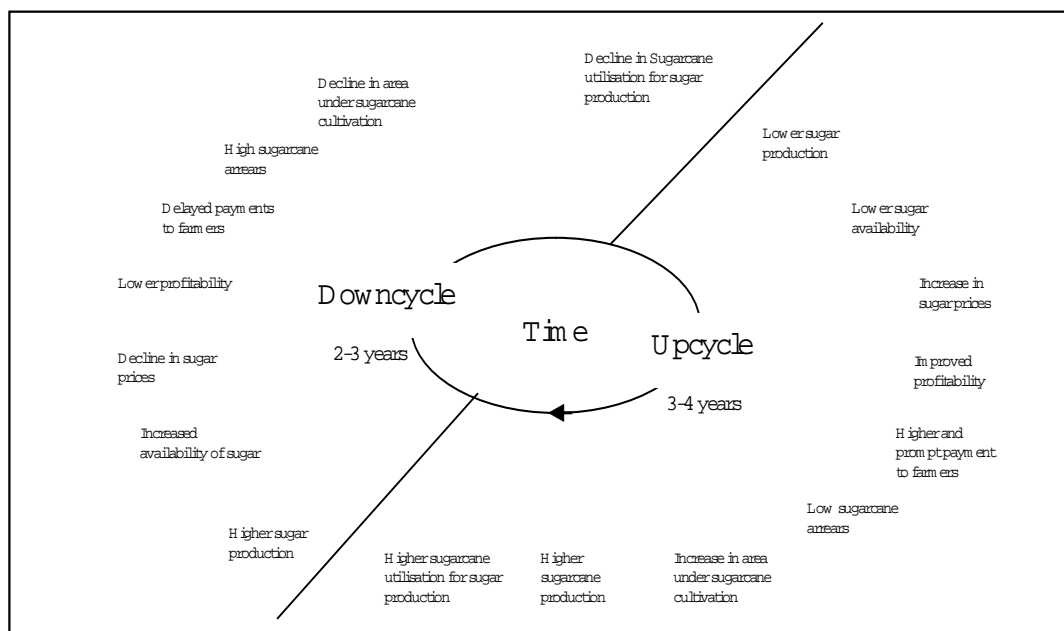 Decline in Sugarcane
utilisation for sugar
production
Decline in area
under sugarcane
cultivation
Lower sugar
production
High sugarcane
arrears
Delayed payments
to farmers
Lower sugar
availability
Lower profitability
Downcycle
2-3 years
Time
Upcycle
3-4 years
Increase in
sugar prices
Decline in sugar
prices
Improved
profitability
Increased
availability of sugar
Higher and
prompt payment
to farmers
Low sugarcane
arrears
Higher sugar
production
Higher sugarcane
utilisation for sugar
production
Higher
sugarcane
production
Increase in area
under sugarcane
cultivation